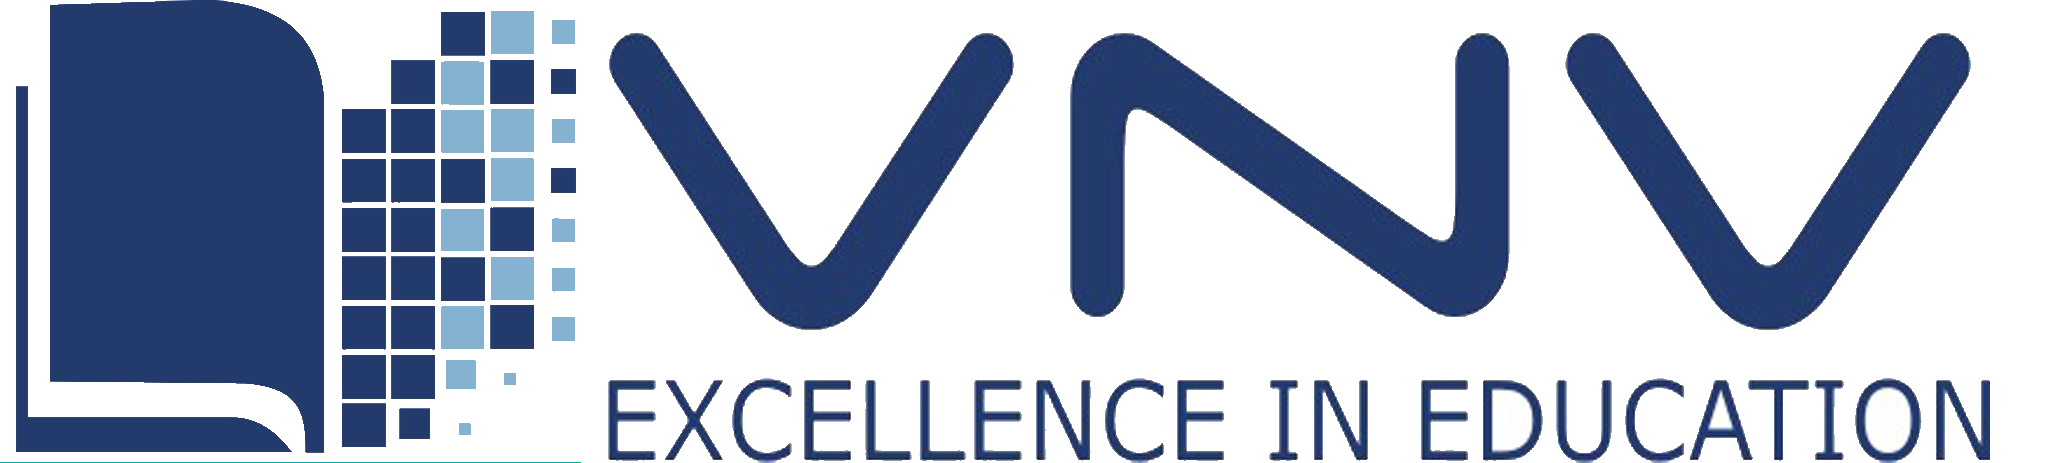 VNV
EXCELLENCE IN EDUCATION